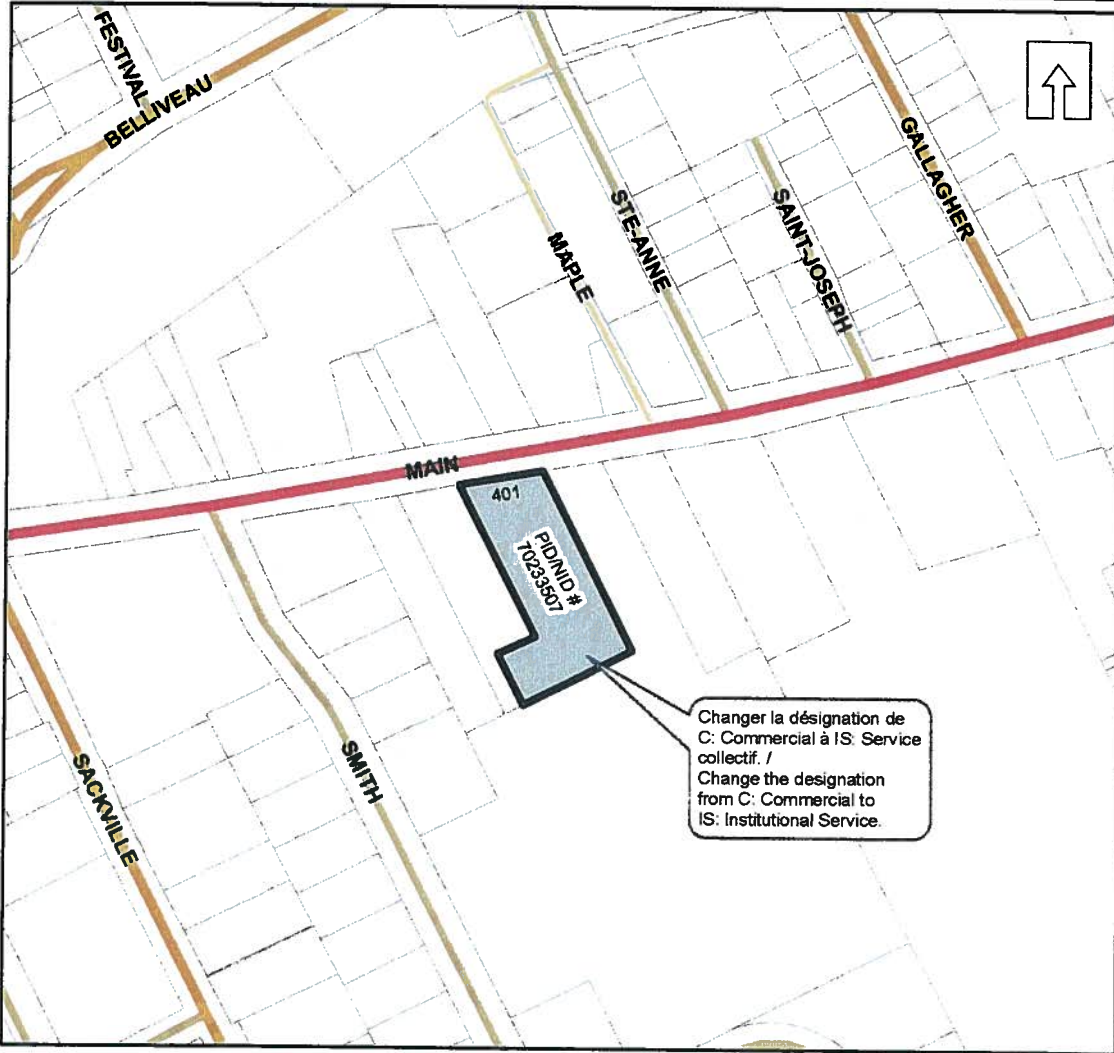 FESTIVAL
BELLIVEAU
GALLAGHER
STE-ANNE
SAINT-JOSEPH
MAPLE
MAIN
401
PID/NID #
70233507
Changer la désignation de
C: Commercial à IS: Service
collectif. /
Change the designation
from C: Commercial to
IS: Institutional Service.
SMITH
SACKVILLE